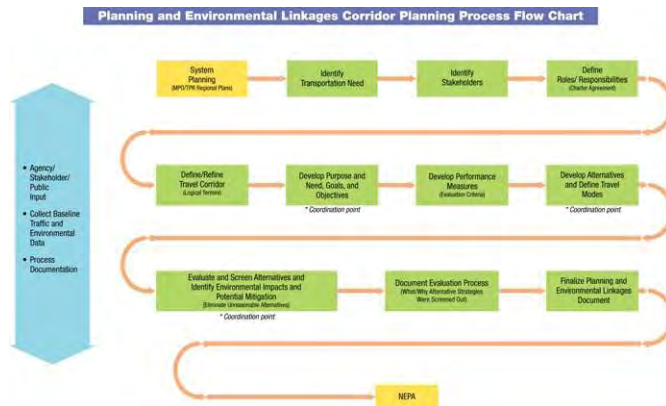 Planning and Environmental Linkages Corridor Planning Process Flow Chart
System
Planning
(MPO/TPR Regional Plans)
Identify
Transportation Need
Identify
Stakeholders
Define
Roles/ Responsibilities
(Charter Agreement)
• Agency/
Stakeholder/
Public
Input
• Collect Baseline
Traffic and
Environmental
Data
• Process
Documentation
Define/Refine
Travel Corridor
(Logical Termini)
Develop Purpose and
Need, Goals, and
Objectives
* Coordination point
Develop Performance
Measures
(Evaluation Criteria)
Develop Alternatives
and Define Travel
Modes
* Coordination point
Evaluate and Screen Alternatives and
Identify Environmental Impacts and
Potential Mitigation
(Eliminate Unreasonable Alternatives)
* Coordination point
Document Evaluation Process
(What/Why Alternative Strategies
Were Screened Out)
Finalize Planning and
Environmental Linkages
Document
NEPA